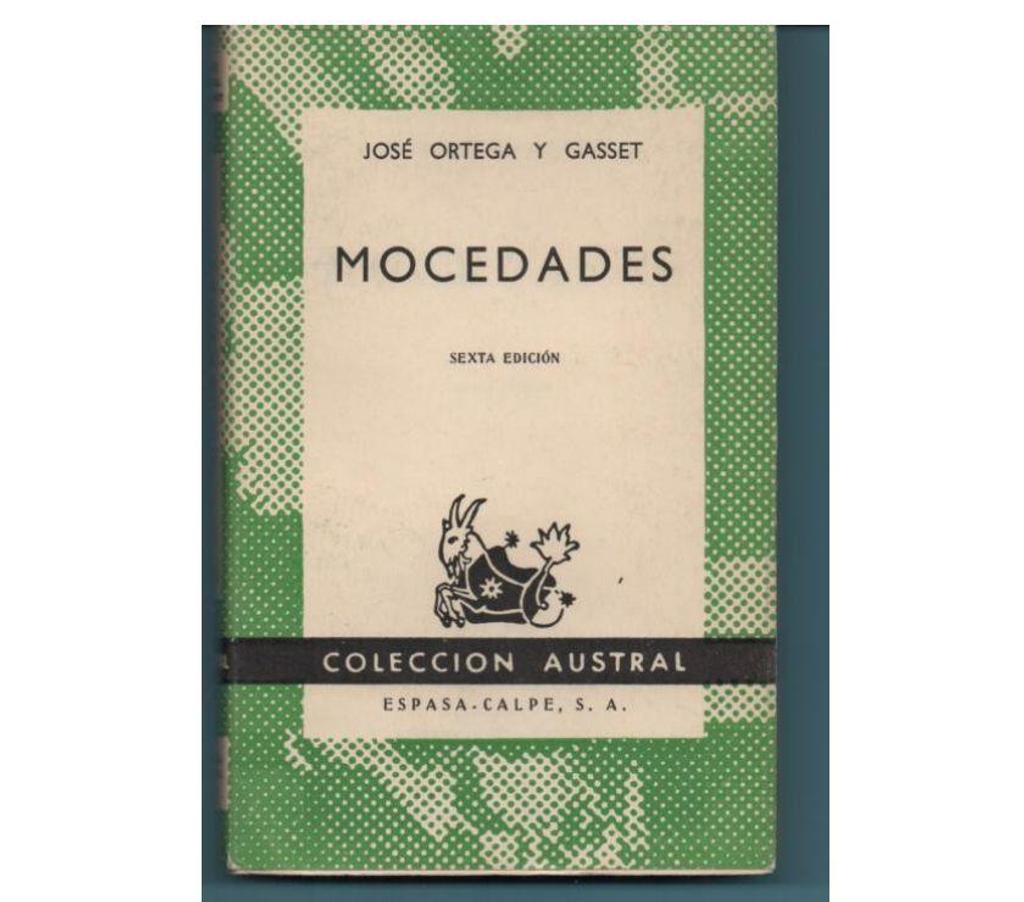 JOSÉ ORTEGA Y GASSET
MOCEDADES
SEXTA EDICIÓN
COLECCION AUSTRAL
ESPASA-CALPE, S. A.